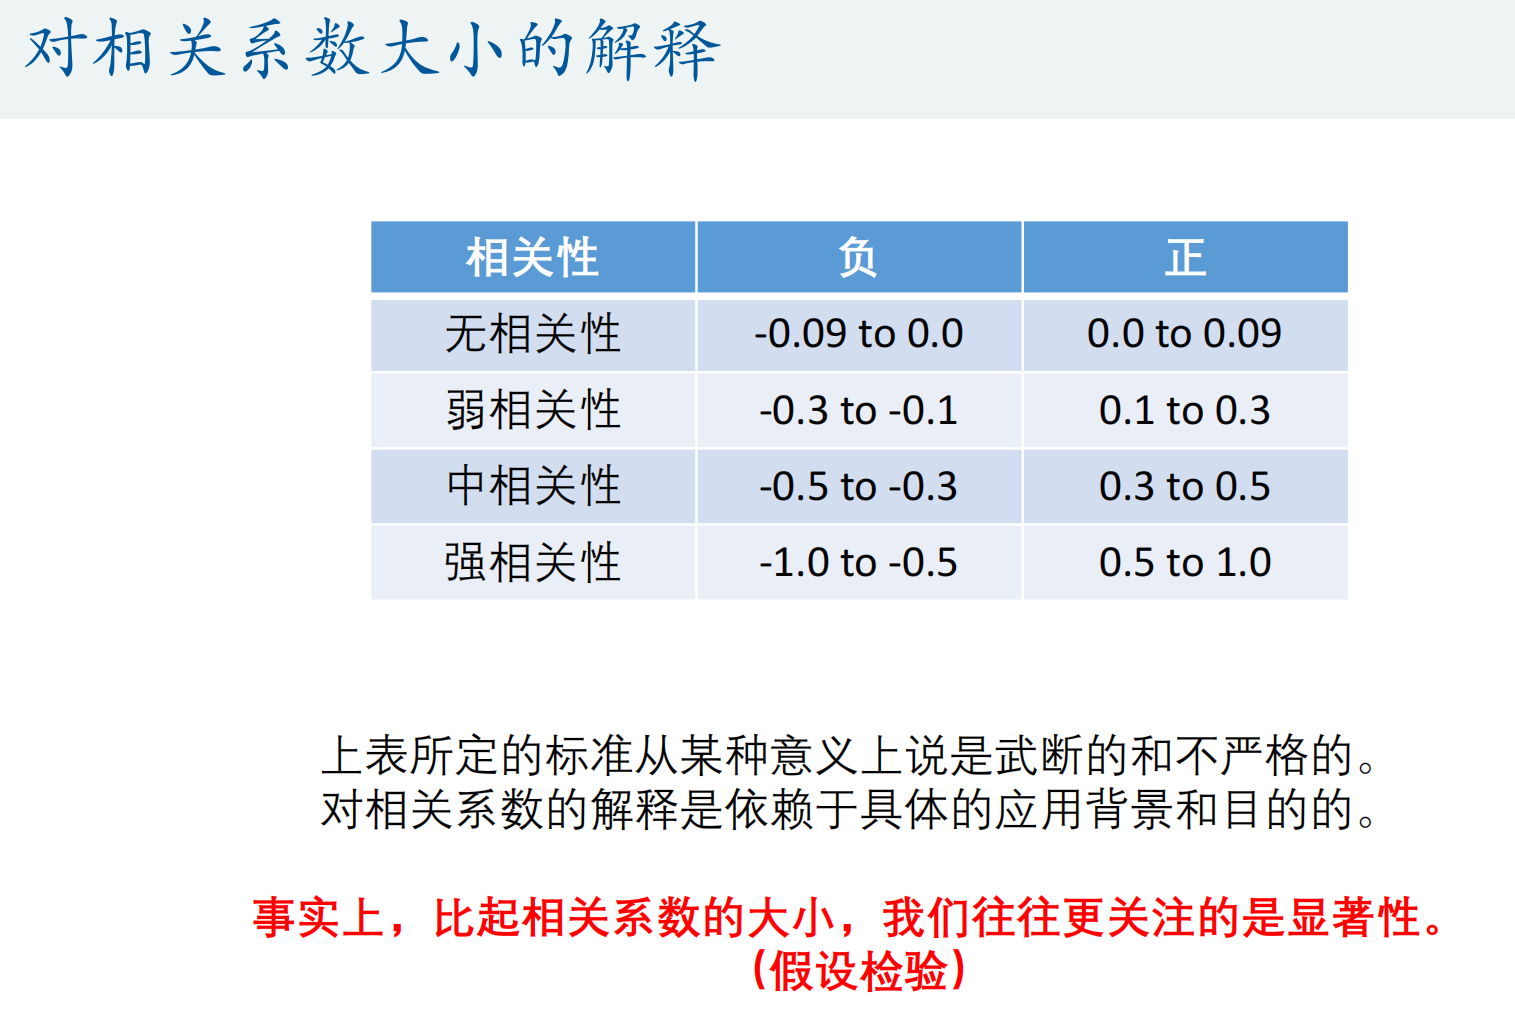 对相关系数大小的解释
相关性 负 正
无相关性 -0.09 to 0.0 0.0 to 0.09
弱相关性 -0.3 to -0.1 0.1 to 0.3
中相关性 -0.5 to -0.3 0.3 to 0.5
强相关性 -1.0 to -0.5 0.5 to 1.0
上表所定的标准从某种意义上说是武断的和不严格的。
对相关系数的解释是依赖于具体的应用背景和目的的。
事实上，比起相关系数的大小，我们往往更关注的是显著性。
(假设检验)